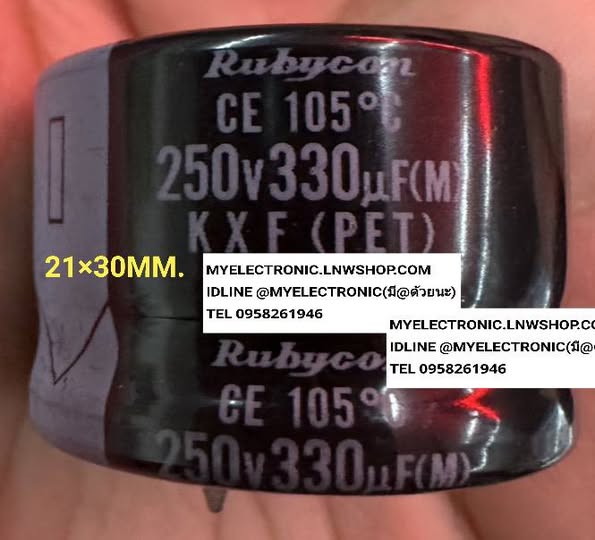 Rubycon
CE 105°C
250V330µF(M)
KXF (PET)
21×30MM.
MYELECTRONIC.LNWSHOP.COM
IDLINE @MYELECTRONIC(มี@ด้วยนะ)
TEL 0958261946
MYELECTRONIC.LNWSHOP.CO
IDLINE @MYELECTRONIC(มี@
TEL 0958261946
Rubyco
CE 105°
250V330µF(M)